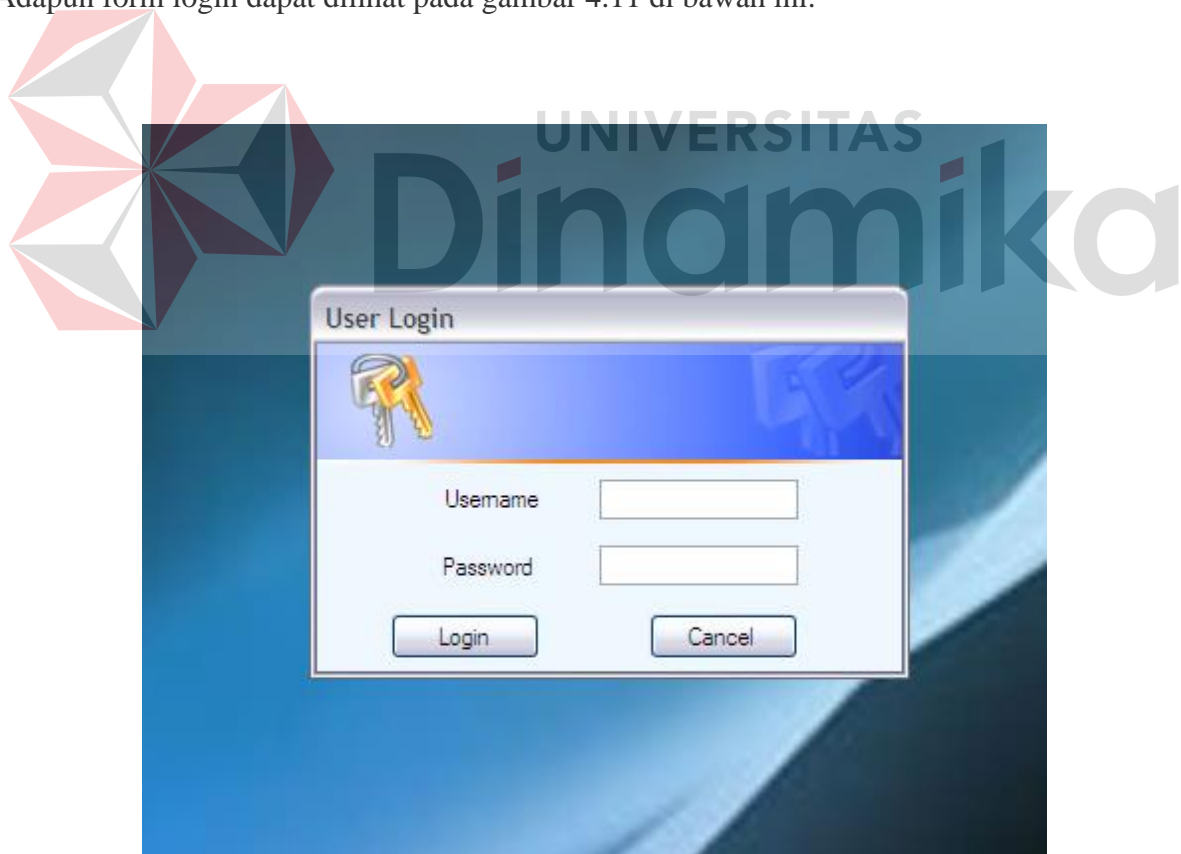 Adapun form login dapat dilihat pada gambar 4.11 di bawah ini.
UNIVERSITAS
Dinamika
User Login
Username
Password
Login
Cancel